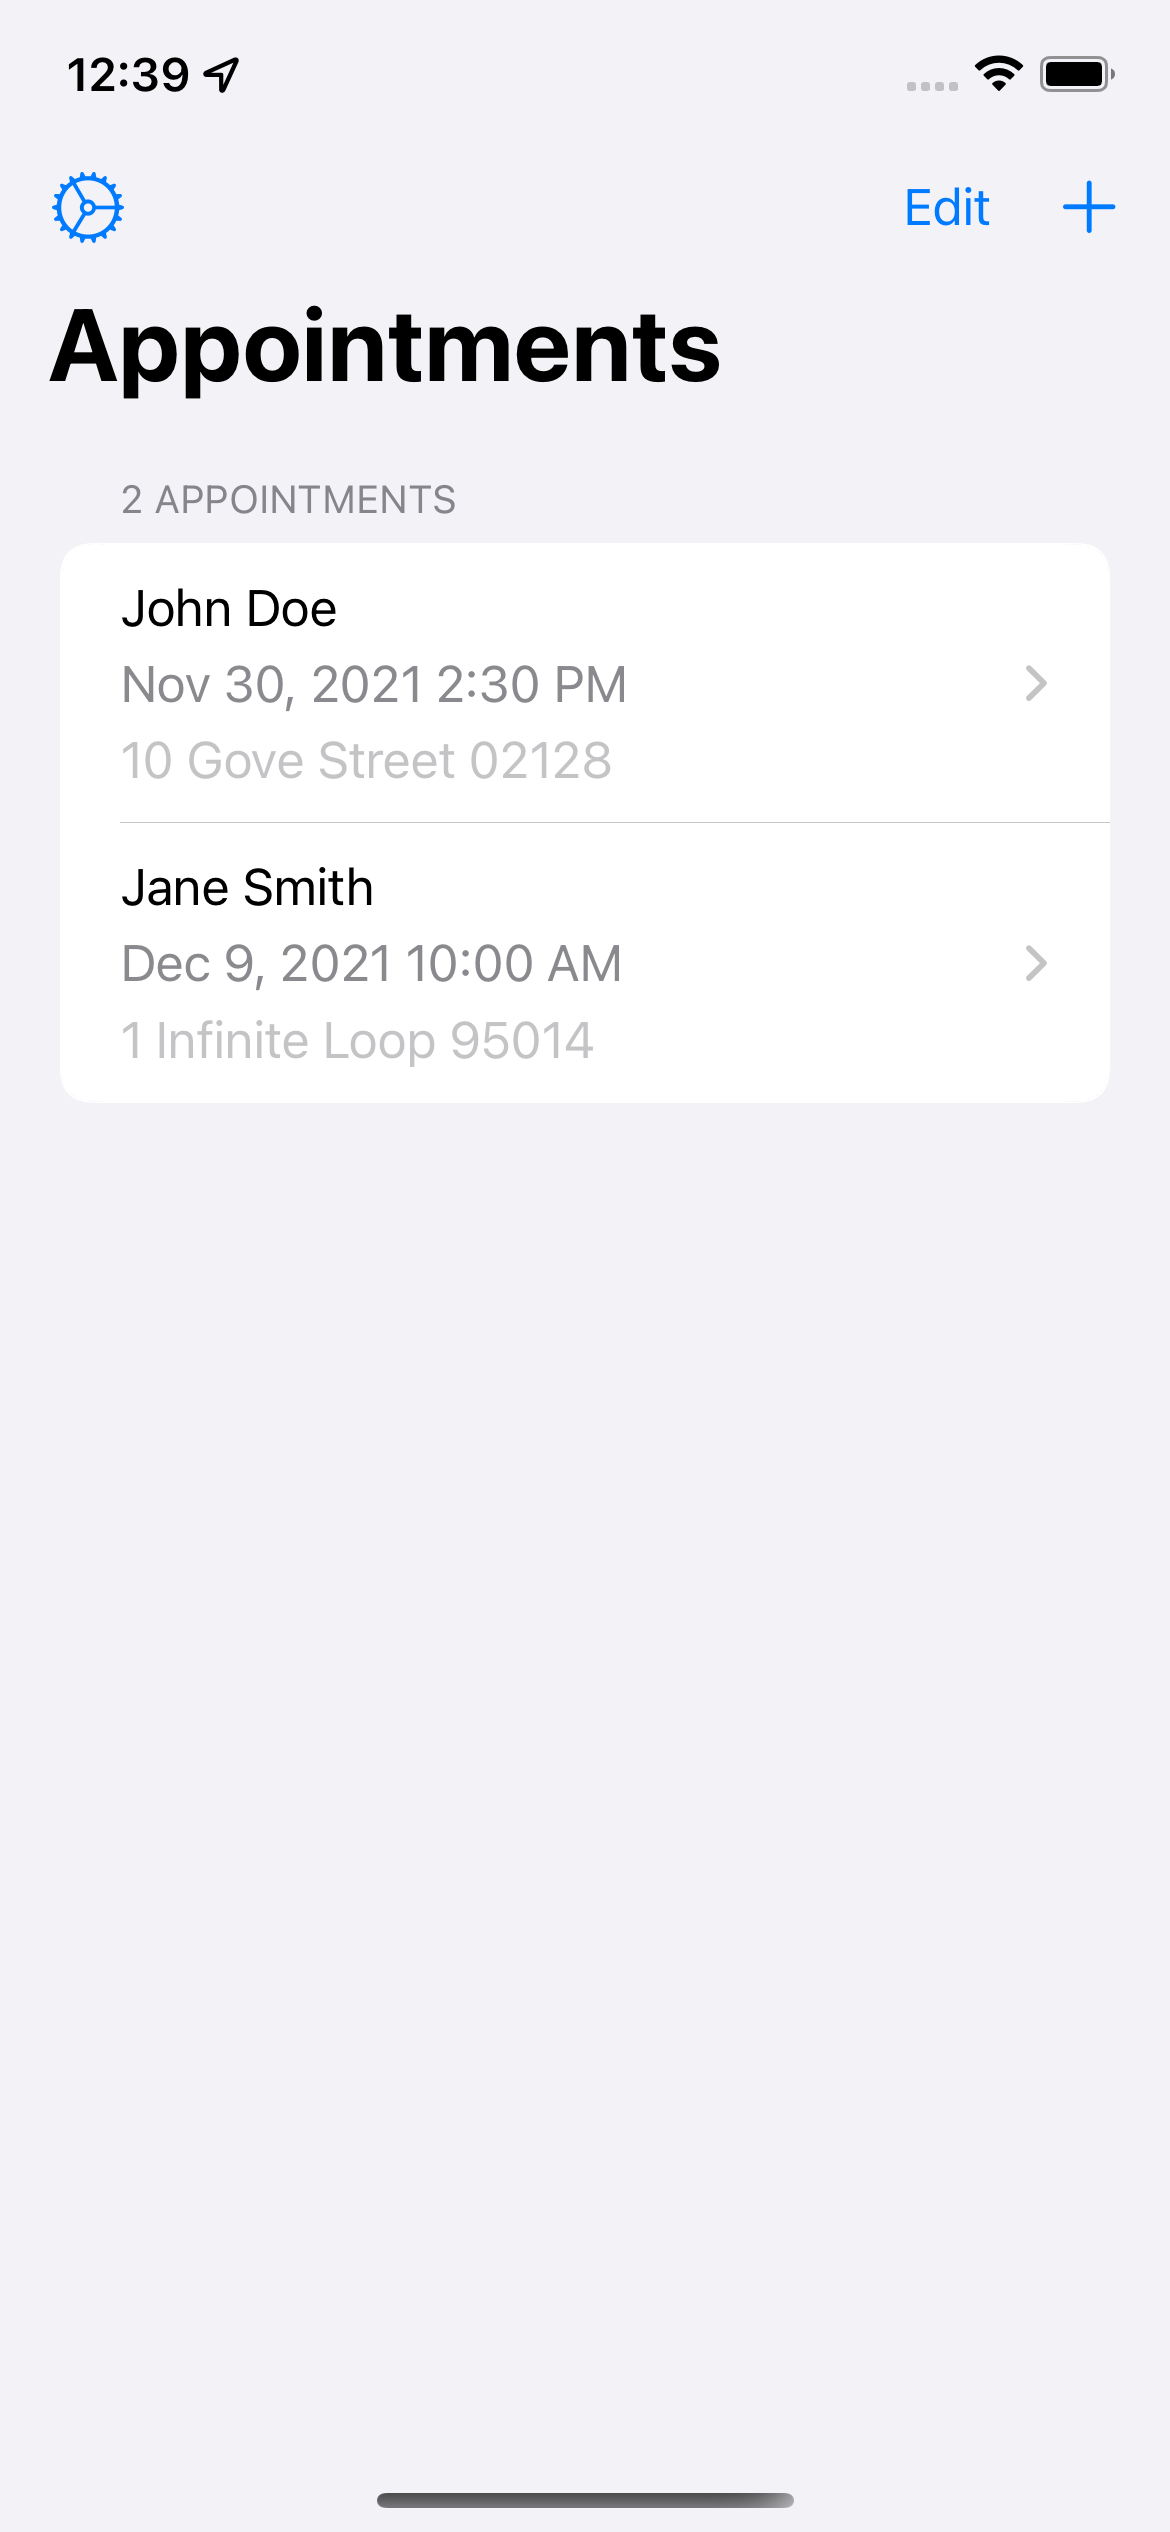 12:39
Edit
Appointments
2 APPOINTMENTS
John Doe
Nov 30, 2021 2:30 PM
10 Gove Street 02128
Jane Smith
Dec 9, 2021 10:00 AM
1 Infinite Loop 95014